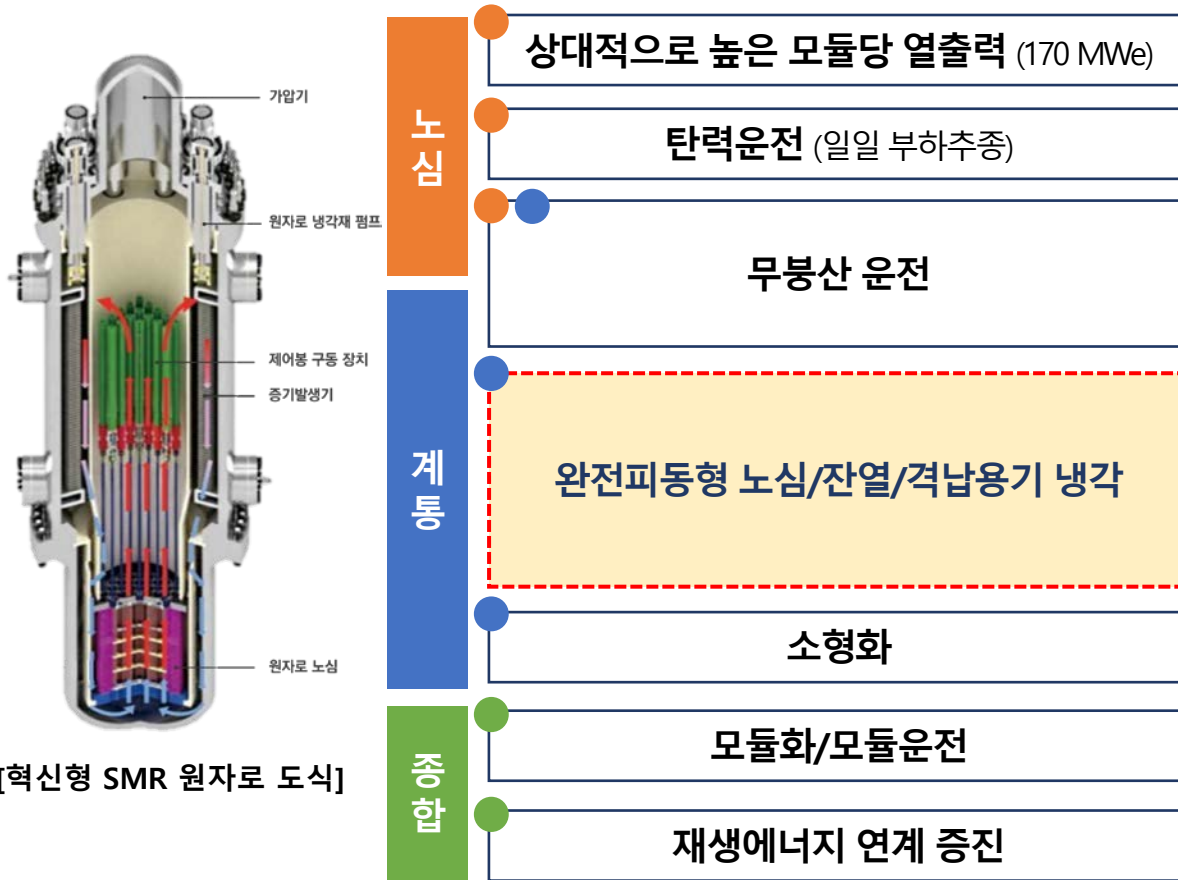 가압기
원자로 냉각재 펌프
제어봉 구동 장치
증기발생기
원자로 노심
[혁신형 SMR 원자로 도식]
노심
상대적으로 높은 모듈당 열출력 (170 MWe)
탄력운전 (일일 부하추종)
무붕산 운전
계통
완전피동형 노심/잔열/격납용기 냉각
소형화
종합
모듈화/모듈운전
재생에너지 연계 증진